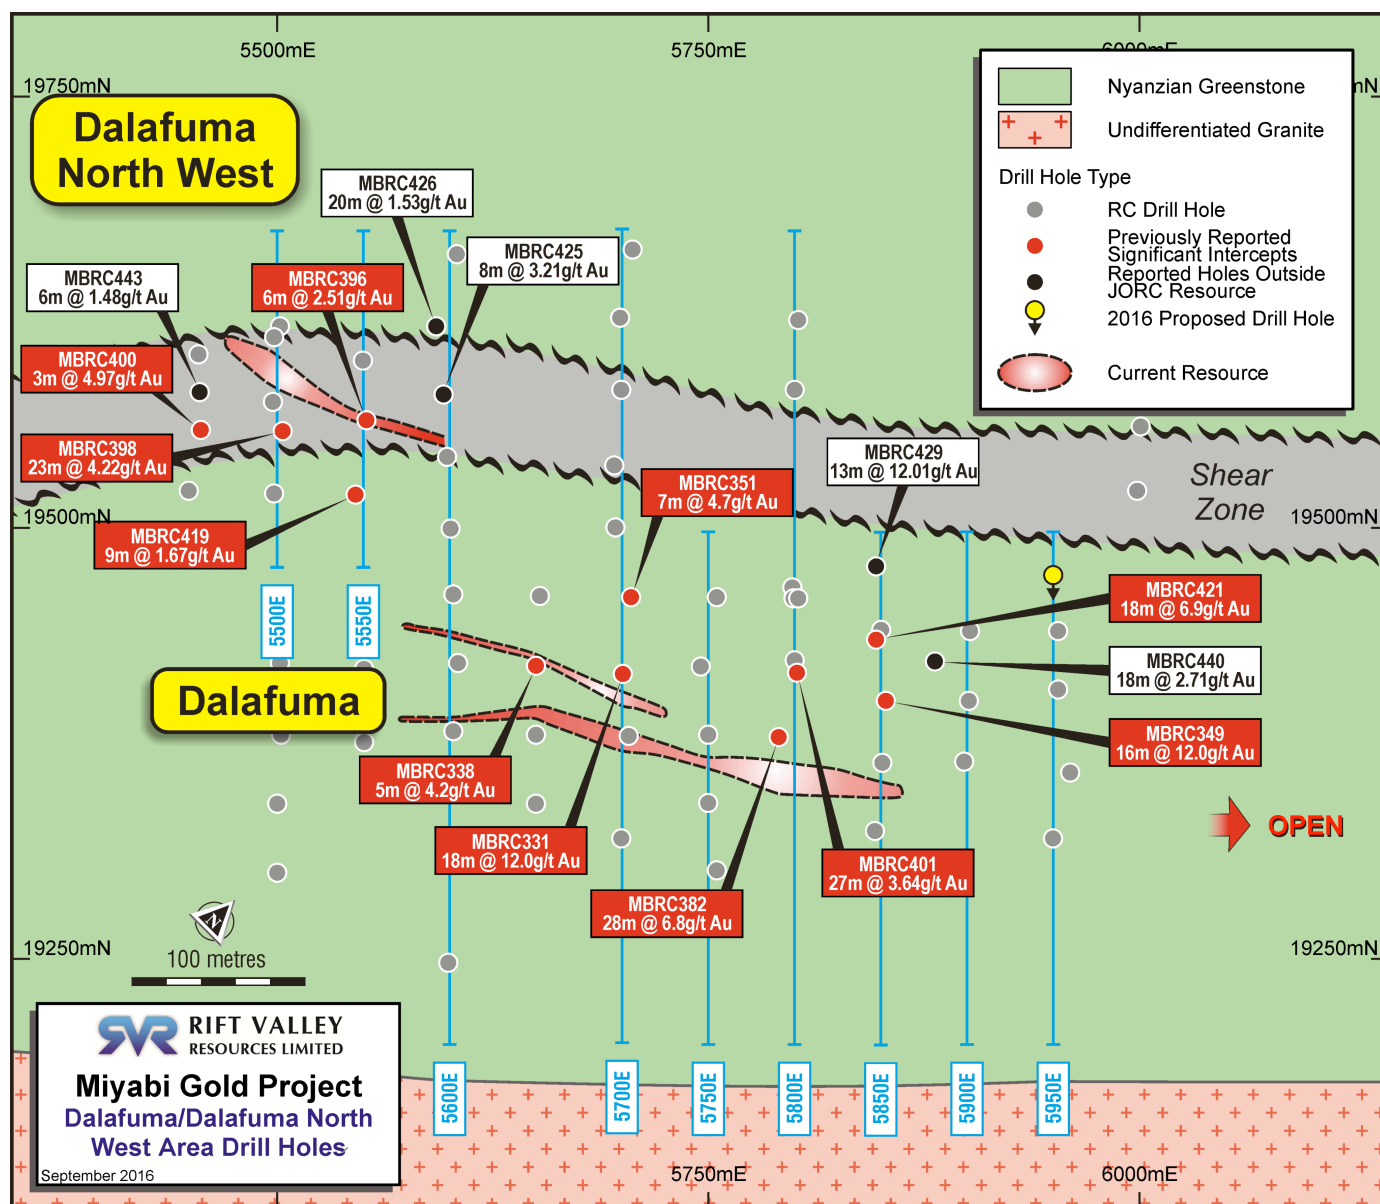 5500mE
5750mE
6000mE
19750mN
mN
Dalafuma
North West
Nyanzian Greenstone
Undifferentiated Granite
Drill Hole Type
RC Drill Hole
Previously Reported
Significant Intercepts
Reported Holes Outside
JORC Resource
2016 Proposed Drill Hole
Current Resource
MBRC426
20m @ 1.53g/t Au
MBRC425
8m @ 3.21g/t Au
MBRC443
6m @ 1.48g/t Au
MBRC396
6m @ 2.51g/t Au
MBRC400
3m @ 4.97g/t Au
MBRC398
23m @ 4.22g/t Au
MBRC429
13m @ 12.01g/t Au
MBRC351
7m @ 4.7g/t Au
Shear
Zone
19500mN
19500mN
MBRC419
9m @ 1.67g/t Au
5500E
5550E
MBRC421
18m @ 6.9g/t Au
MBRC440
18m @ 2.71g/t Au
Dalafuma
MBRC349
16m @ 12.0g/t Au
MBRC338
5m @ 4.2g/t Au
OPEN
MBRC331
18m @ 12.0g/t Au
MBRC401
27m @ 3.64g/t Au
MBRC382
28m @ 6.8g/t Au
N
100 metres
19250mN
19250mN
SVR RIFT VALLEY
RESOURCES LIMITED
Miyabi Gold Project
Dalafuma/Dalafuma North
West Area Drill Holes
September 2016
5600E
5700E
5750E
5800E
5850E
5900E
5950E
5750mE
6000mE